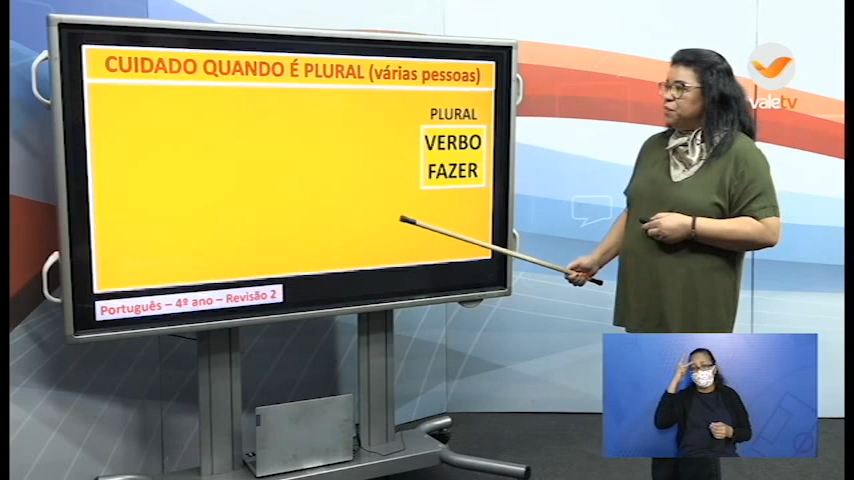 CUIDADO QUANDO É PLURAL (várias pessoas)
PLURAL
VERBO
FAZER
Português – 4º ano – Revisão 2
valetv